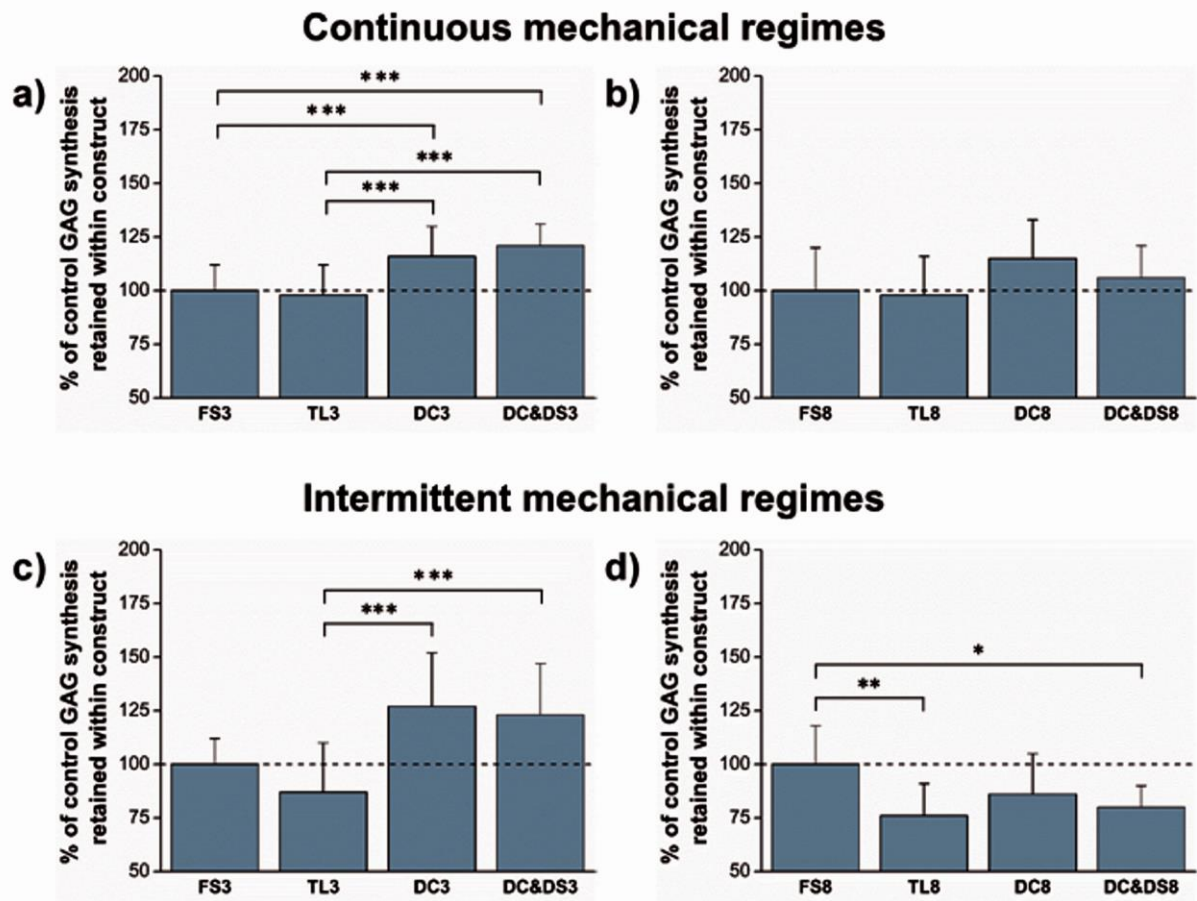 Continuous mechanical regimes
a)
% of control GAG synthesis
retained within construct
200
175
150
125
100
75
50
***
***
***
***
FS3 TL3 DC3 DC&DS3
b)
% of control GAG synthesis
retained within construct
200
175
150
125
100
75
50
FS8 TL8 DC8 DC&DS8
Intermittent mechanical regimes
c)
% of control GAG synthesis
retained within construct
200
175
150
125
100
75
50
***
***
FS3 TL3 DC3 DC&DS3
d)
% of control GAG synthesis
retained within construct
200
175
150
125
100
75
50
*
**
FS8 TL8 DC8 DC&DS8